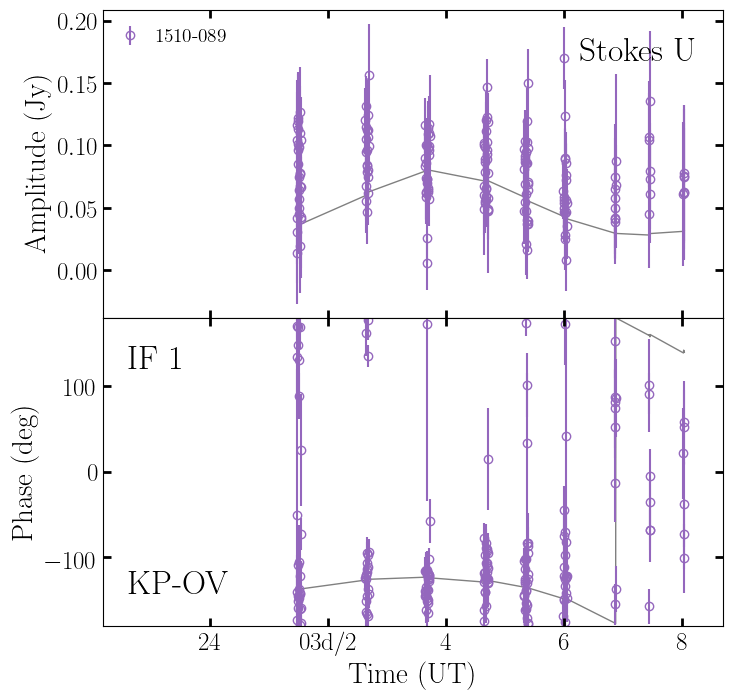 1510-089
Stokes U
Amplitude (Jy)
0.20
0.15
0.10
0.05
0.00
IF 1
KP-OV
Phase (deg)
100
0
−100
24
03d/2
4
6
8
Time (UT)